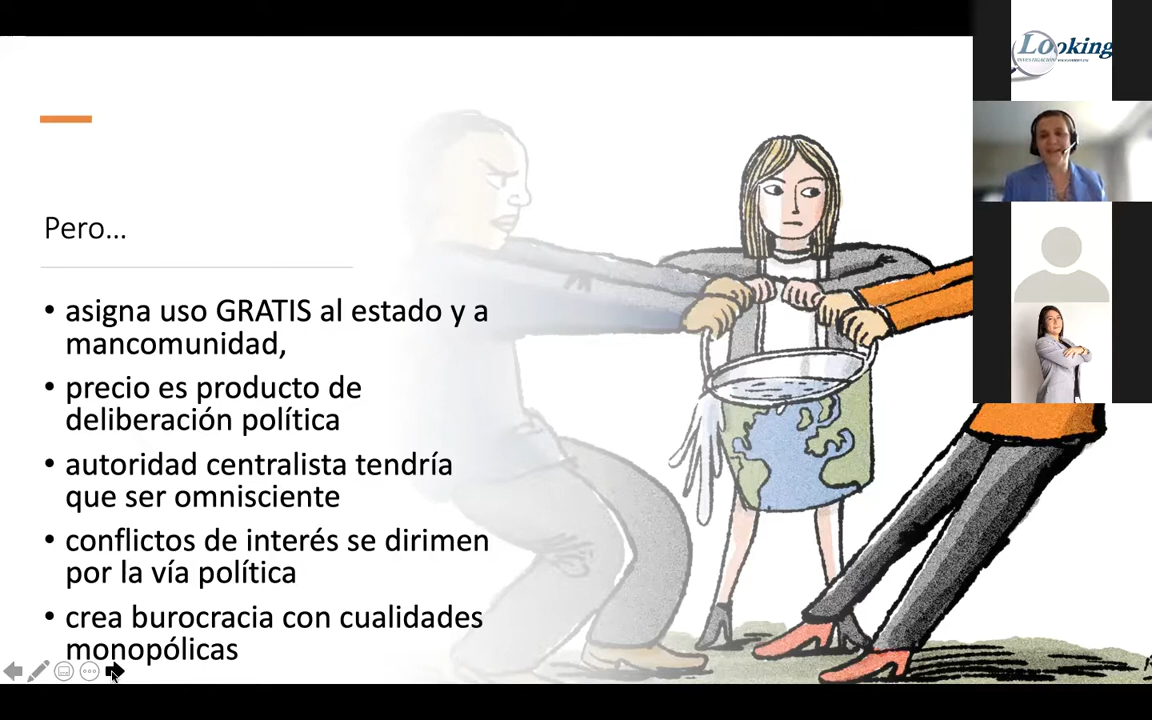 Pero...
• asigna uso GRATIS al estado y a
mancomunidad,
• precio es producto de
deliberación política
• autoridad centralista tendría
que ser omnisciente
• conflictos de interés se dirimen
por la vía política
• crea burocracia con cualidades
monopólicas
Looking
INVESTIGACIÓN